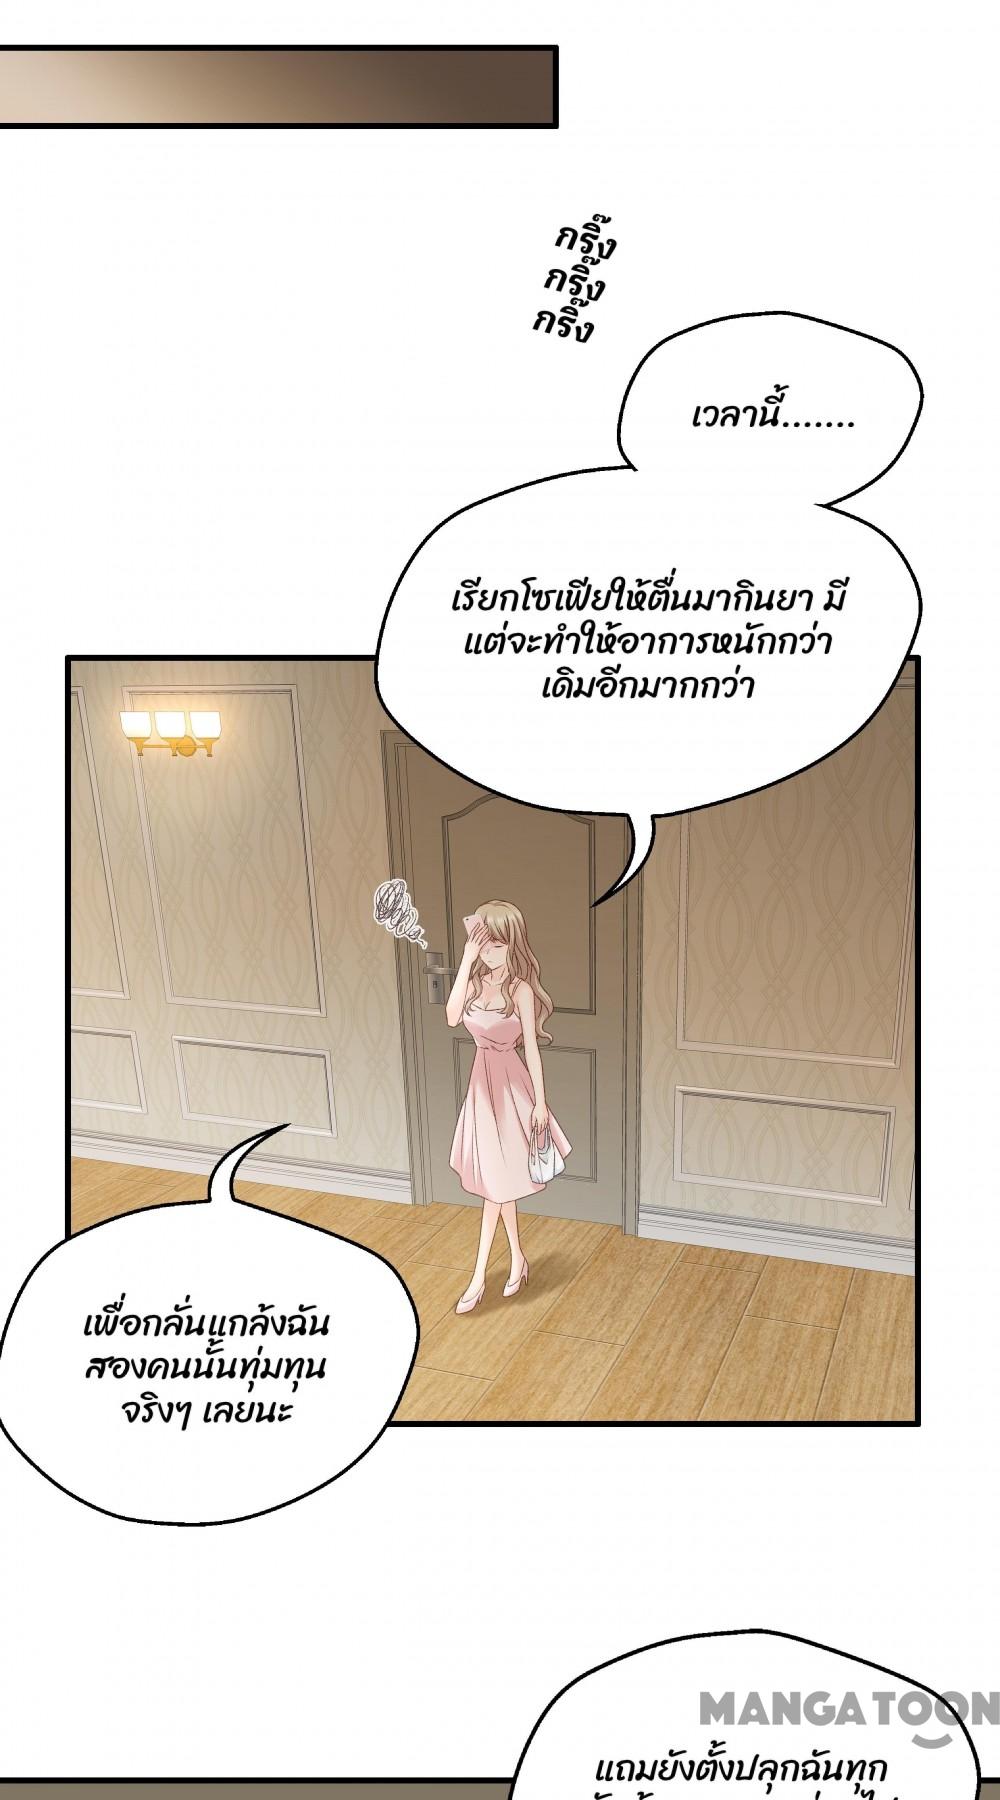 กริ๊ง
กริ๊ง
กริ๊ง
เวลานี้.......
เรียกโซเฟียให้ตื่นมากินยา มี
แต่จะทำให้อาการหนักกว่า
เดิมอีกมากกว่า
เพื่อกลั่นแกล้งฉัน
สองคนนั้นทุ่มทุน
จริงๆ เลยนะ
MANGATOON
แถมยังตั้งปลุกฉันทุก